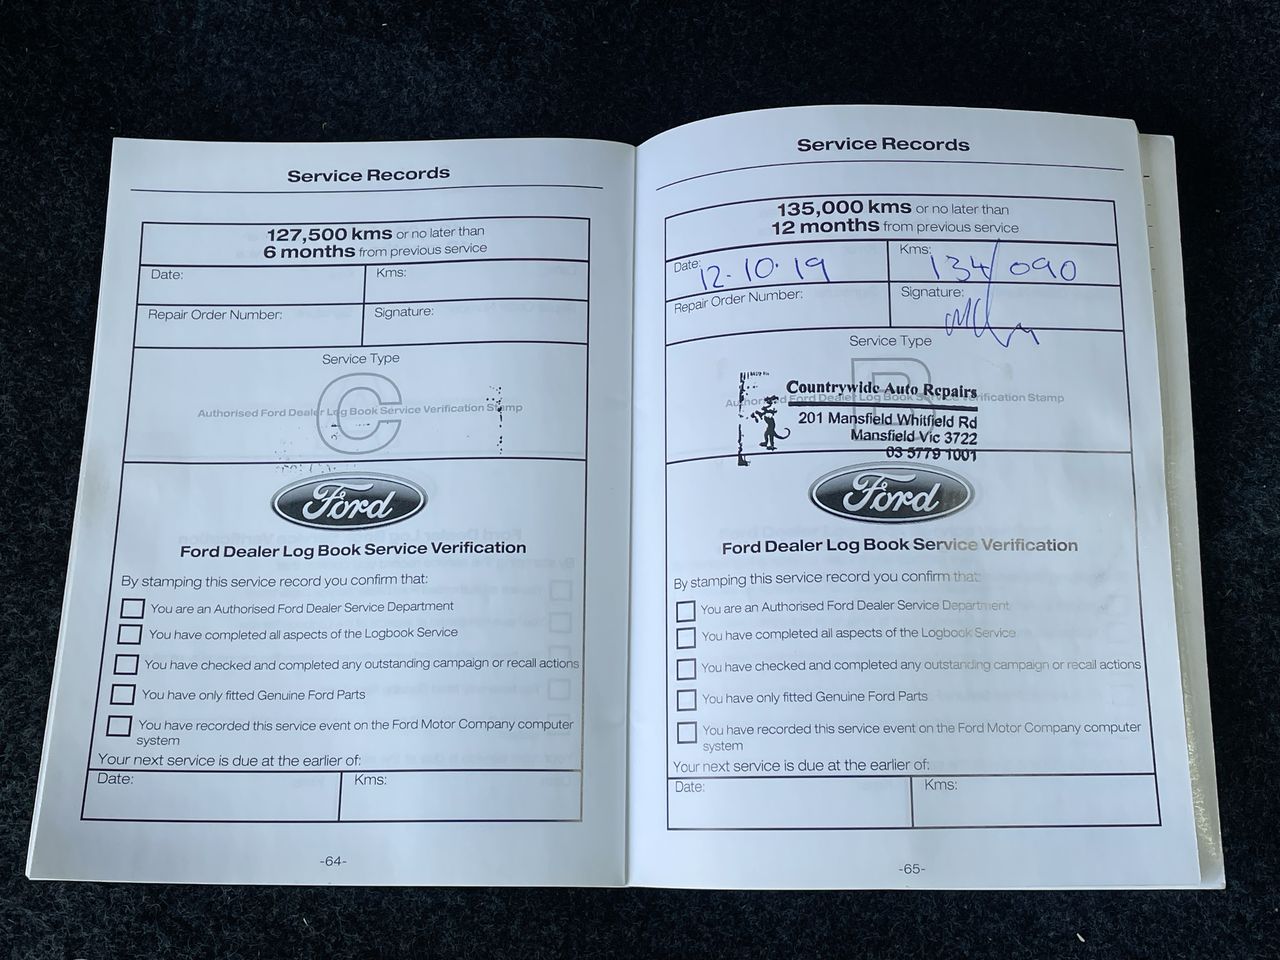 Service Records
127,500 kms or no later than
6 months from previous service
Date:
Kms:
Repair Order Number:
Signature:
Service Type
C
Authorised Ford Dealer Log Book Service Verification Stamp
Ford
Ford Dealer Log Book Service Verification
By stamping this service record you confirm that:
You are an Authorised Ford Dealer Service Department
You have completed all aspects of the Logbook Service
You have checked and completed any outstanding campaign or recall actions
You have only fitted Genuine Ford Parts
You have recorded this service event on the Ford Motor Company computer
system
Your next service is due at the earlier of:
Date:
Kms:
-64-
Service Records
135,000 kms or no later than
12 months from previous service
Date: 12.10.19
Kms: 134/090
Repair Order Number:
Signature:
Service Type
B
Authorised Ford Dealer Log Book Service Verification Stamp
Countrywide Auto Repairs
201 Mansfield Whitfield Rd
Mansfield Vic 3722
03 5779 1001
Ford
Ford Dealer Log Book Service Verification
By stamping this service record you confirm that:
You are an Authorised Ford Dealer Service Department
You have completed all aspects of the Logbook Service
You have checked and completed any outstanding campaign or recall actions
You have only fitted Genuine Ford Parts
You have recorded this service event on the Ford Motor Company computer
system
Your next service is due at the earlier of:
Date:
Kms:
-65-